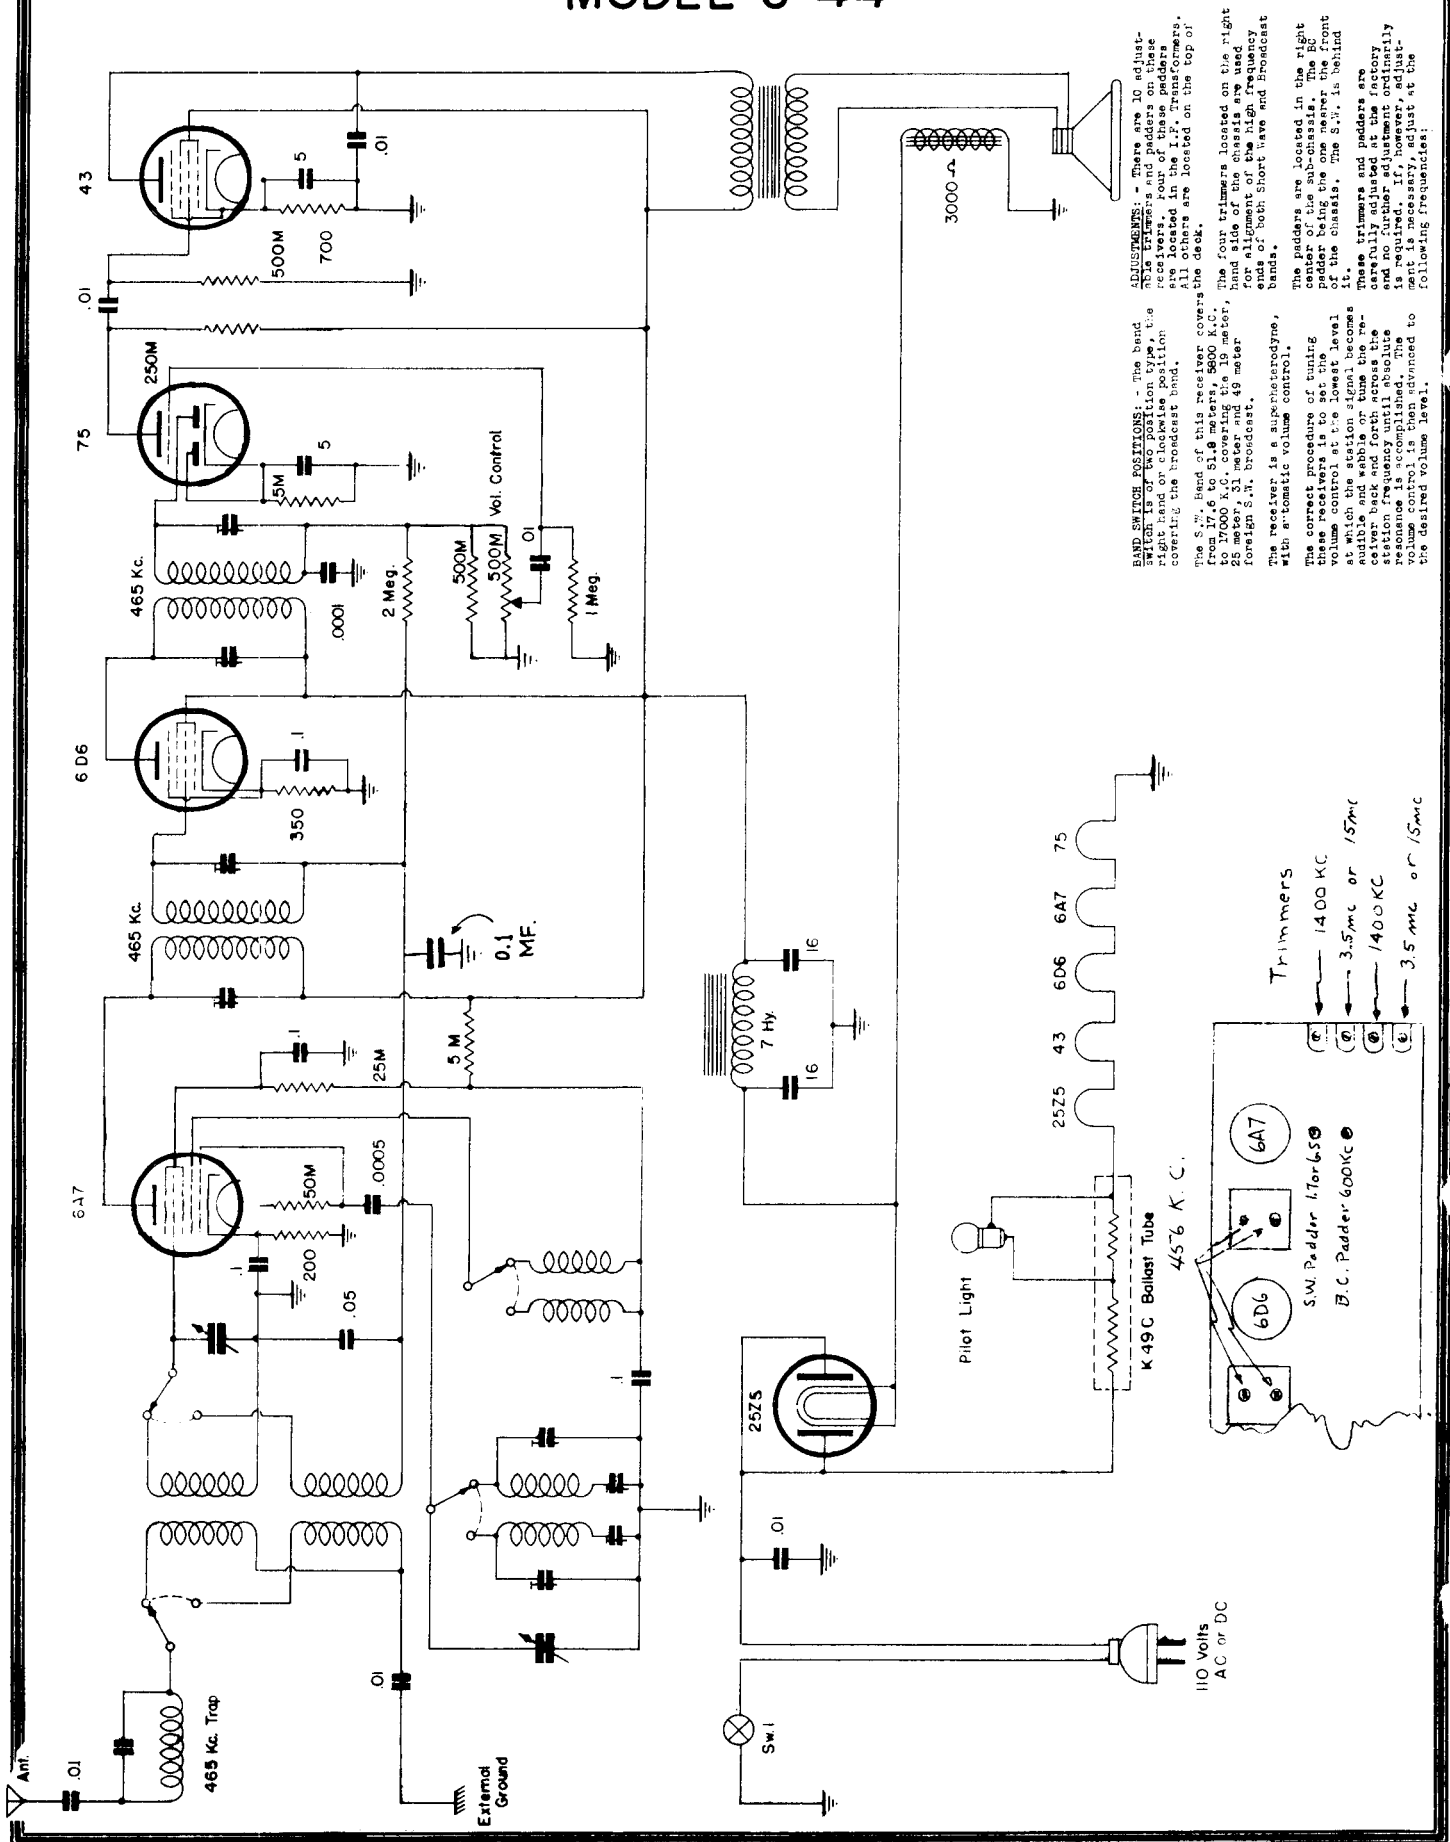 MODEL 6-44
6A7
6D6
75
43
Ant.
.01
465 Kc. Trap
.01
External
Ground
.1
200
50M
.0005
.05
.1
25M
5 M
.1
465 Kc.
0.1
MF.
350
.1
465 Kc.
.0001
2 Meg.
500M
500M
Vol. Control
.01
1 Meg.
5M
5
250M
.01
500M
700
5
.01
3000 Ω
7 Hy.
16
16
Sw. 1
.01
110 Volts
AC or DC
25Z5
Pilot Light
K 49C Ballast Tube
25Z5
43
6D6
6A7
75
456 K.C.
6D6
6A7
S.W. Padder 1.7 or 6.5
B.C. Padder 600Kc
Trimmers
1400 KC
3.5 mc or 15mc
1400 KC
3.5 mc or 15mc
BAND SWITCH POSITIONS: - The band
switch is of two position type, the
right hand or clockwise position
covering the broadcast band.
The S.W. Band of this receiver covers
from 17.6 to 51.8 meters, 5800 K.C.
to 17000 K.C. covering the 19 meter,
25 meter, 31 meter and 49 meter
foreign S.W. broadcast.
The receiver is a superheterodyne,
with automatic volume control.
The correct procedure of tuning
these receivers is to set the
volume control at the lowest level
at which the station signal becomes
audible and wabble or tune the re-
ceiver back and forth across the
station frequency until absolute
resonance is accomplished. The
volume control is then advanced to
the desired volume level.
ADJUSTMENTS: - There are 10 adjust-
able trimmers and padders on these
receivers. Four of these padders
are located in the I.F. Transformers.
All others are located on the top of
the deck.
The four trimmers located on the right
hand side of the chassis are used
for alignment of the high frequency
ends of both Short Wave and Broadcast
bands.
The padders are located in the right
center of the sub-chassis. The BC
padder being the one nearer the front
of the chassis. The S.W. is behind
it.
These trimmers and padders are
carefully adjusted at the factory
and no further adjustment ordinarily
is required. If, however, adjust-
ment is necessary, adjust at the
following frequencies: